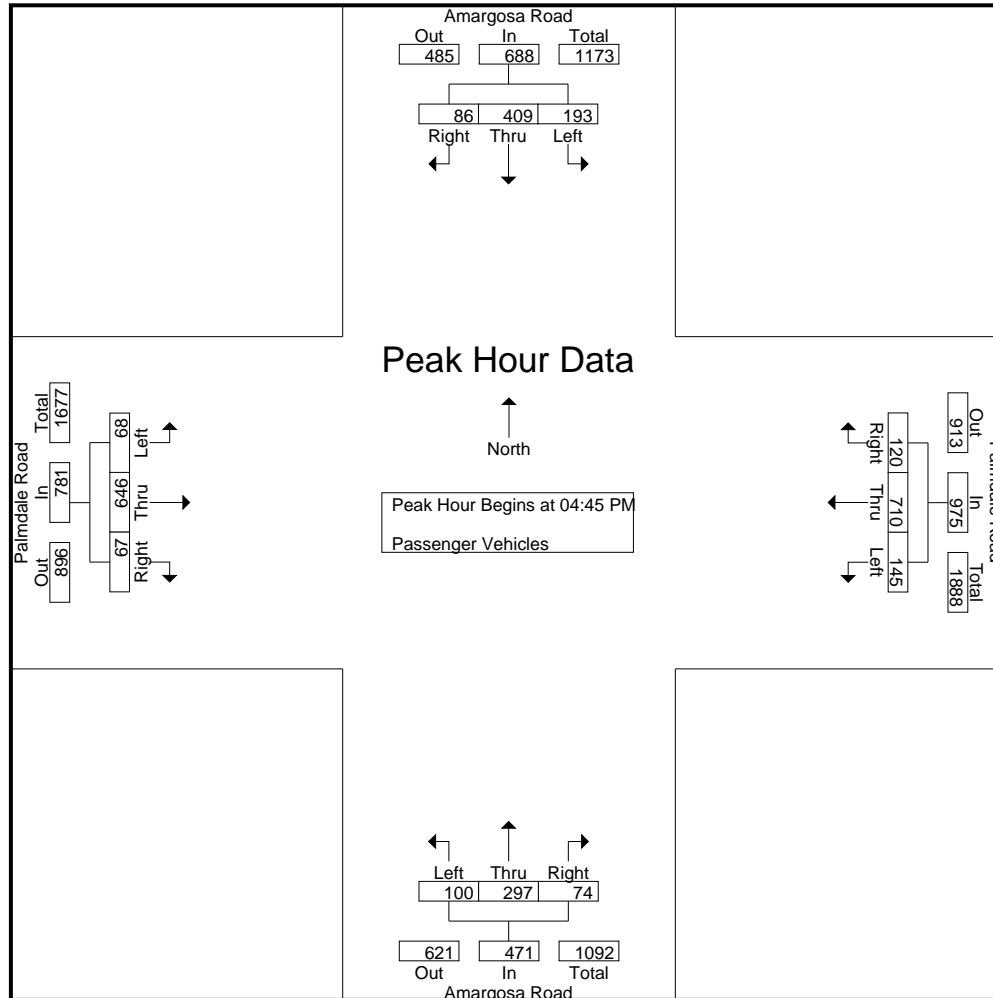 Amargosa Road
Out In Total
485 688 1173
86 409 193
Right Thru Left
Peak Hour Data
North
Peak Hour Begins at 04:45 PM
Passenger Vehicles
Palmdale Road
Out In Total
896 781 1677
67 646 68
Right Thru Left
Palmdale Road
Out In Total
913 975 1888
120 710 145
Right Thru Left
Left Thru Right
100 297 74
621 471 1092
Out In Total
Amargosa Road